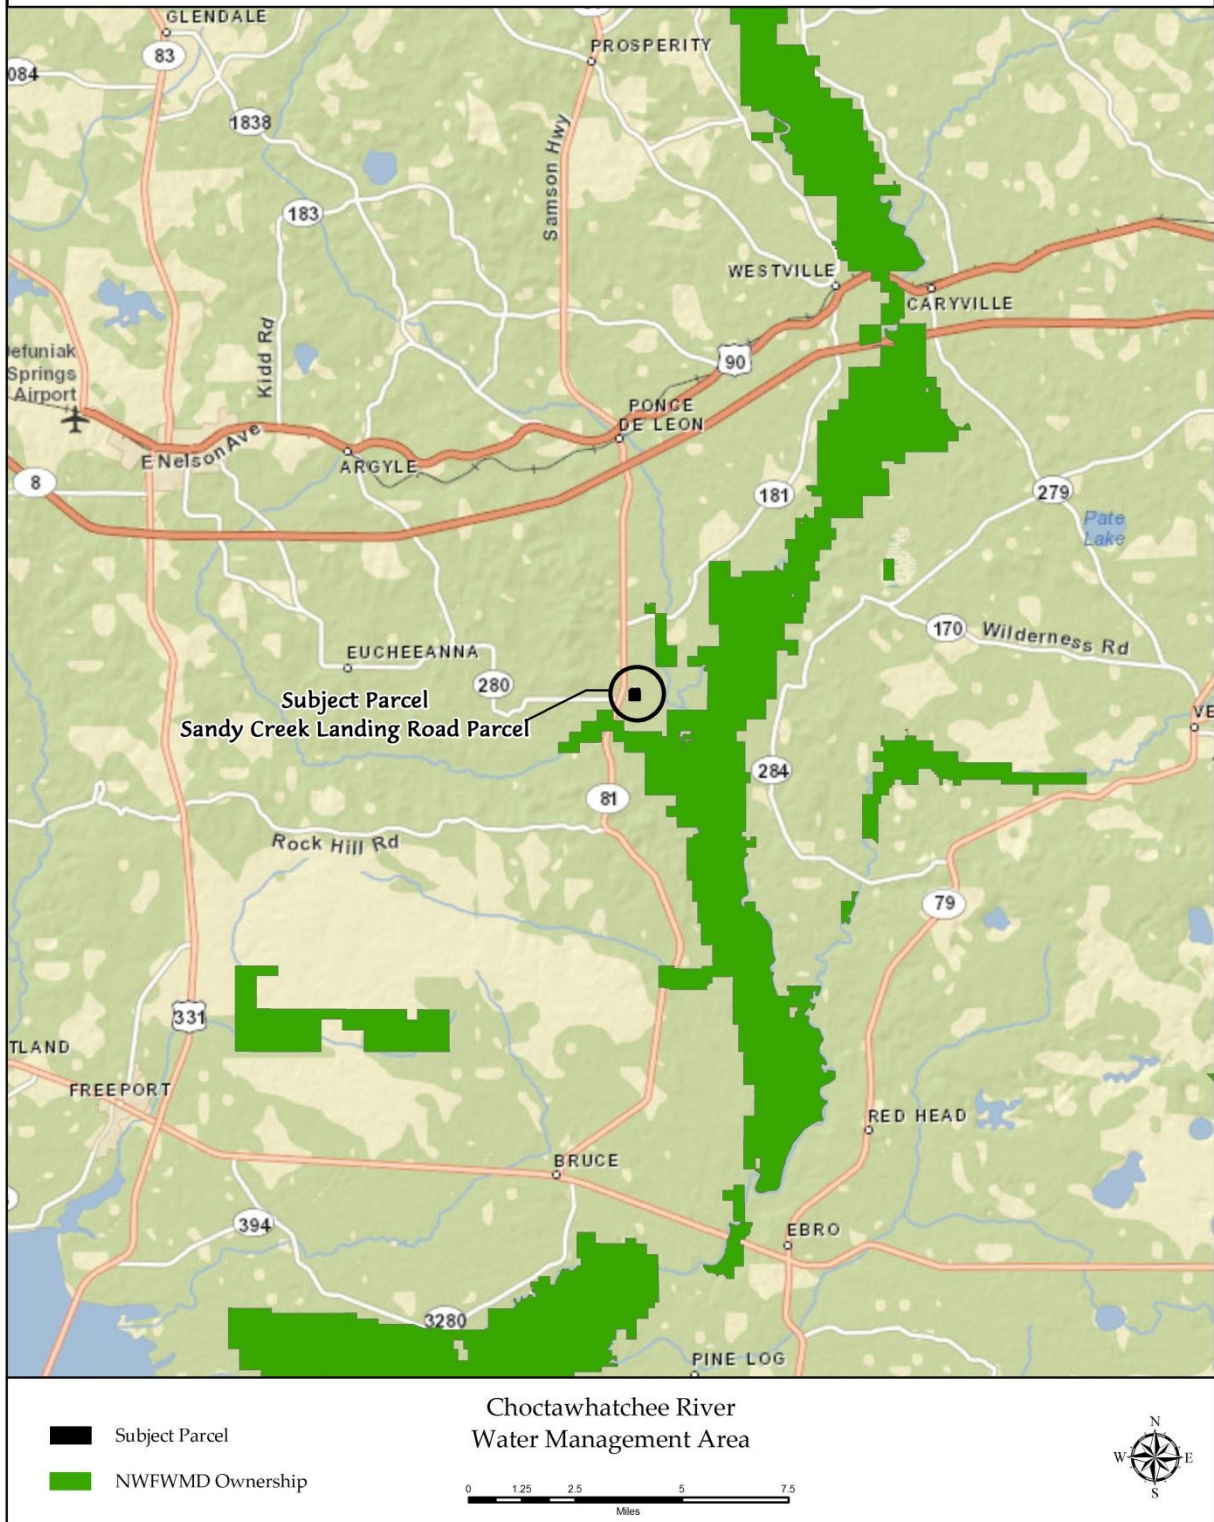 GLENDALE
83
084
PROSPERITY
1838
Samson Hwy
183
WESTVILLE
CARYVILLE
Kidd Rd
90
efuniak
Springs
Airport
PONCE
DE LEON
E Nelson Ave
ARGYLE
8
181
279
Pate
Lake
170
Wilderness Rd
EUCHEEANNA
280
Subject Parcel
Sandy Creek Landing Road Parcel
VE
284
81
Rock Hill Rd
79
331
TLAND
FREEPORT
RED HEAD
BRUCE
394
EBRO
3280
PINE LOG
Choctawhatchee River
Water Management Area
Subject Parcel
NWFWMD Ownership
0 1.25 2.5 5 7.5
Miles
N
W E
S